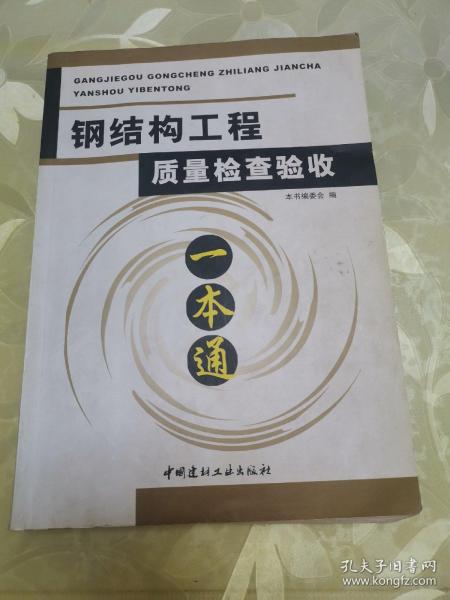 GANGJIEGOU GONGCHENG ZHILIANG JIANCHA
YANSHOU YIBENTONG
钢结构工程
质量检查验收
本书编委会 编
一
本
通
中国建材工业出版社
孔夫子旧书网
www.kongfz.com